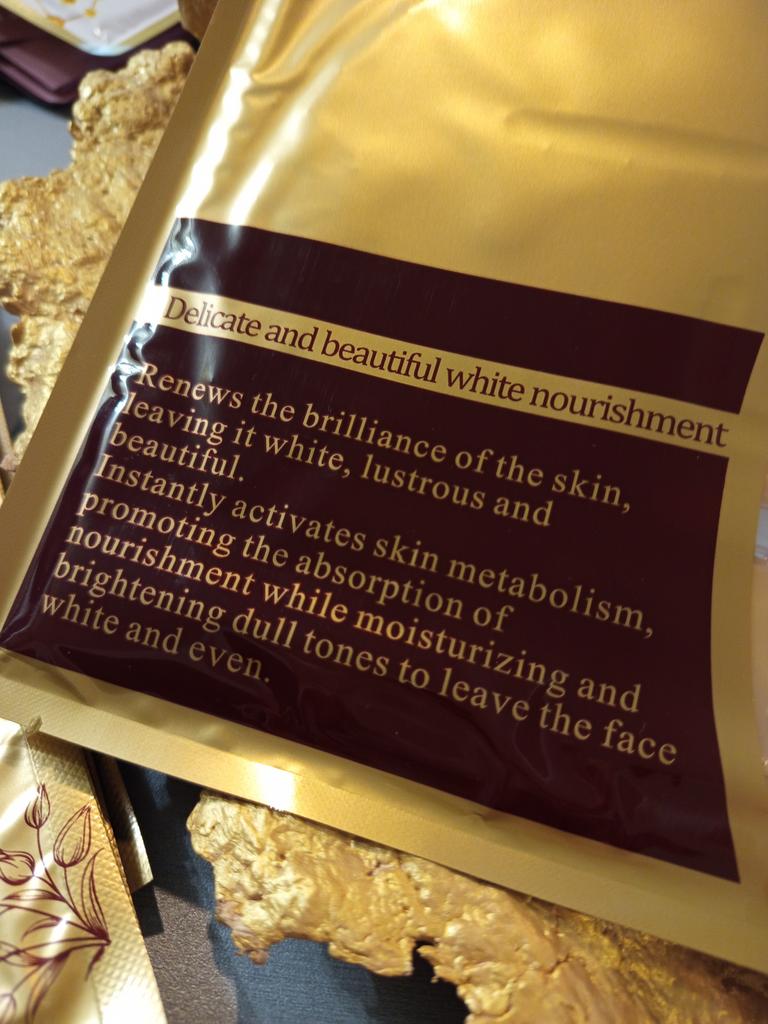 Delicate and beautiful white nourishment
Renews the brilliance of the skin,
leaving it white, lustrous and
beautiful.
Instantly activates skin metabolism,
promoting the absorption of
nourishment while moisturizing and
brightening dull tones to leave the face
white and even.